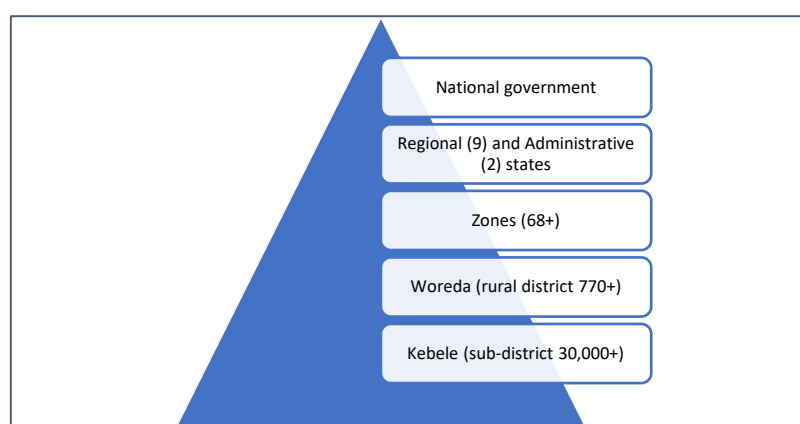 National government
Regional (9) and Administrative
(2) states
Zones (68+)
Woreda (rural district 770+)
Kebele (sub-district 30,000+)